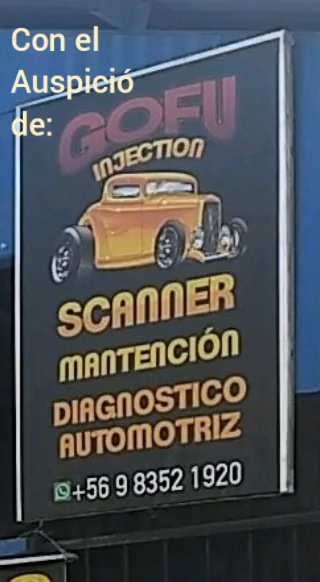 Con el
Auspició
de:
GOFU
INJECTION
SCANNER
MANTENCIÓN
DIAGNOSTICO
AUTOMOTRIZ
+56 9 8352 1920